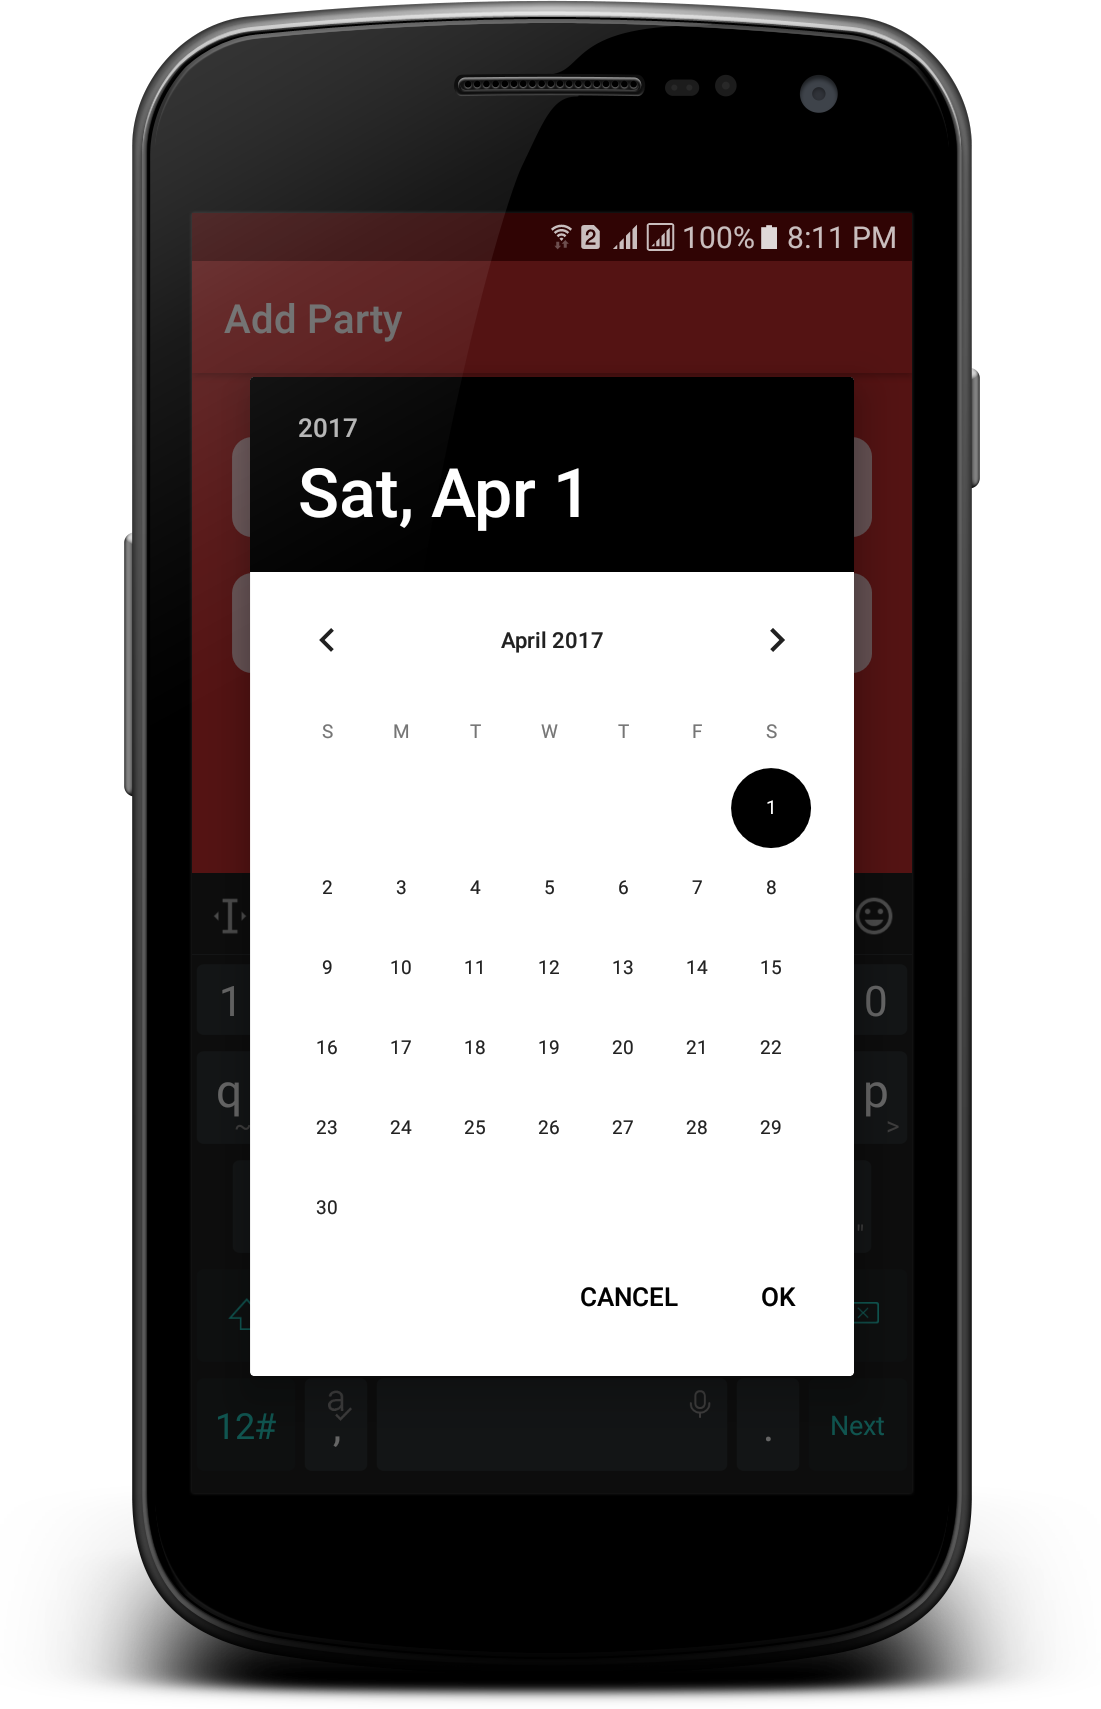 2 100% 8:11 PM
Add Party
2017
Sat, Apr 1
April 2017
S M T W T F S
1
2 3 4 5 6 7 8
9 10 11 12 13 14 15
16 17 18 19 20 21 22
23 24 25 26 27 28 29
30
CANCEL OK
1 0
q p
~ >
"
12# a , . Next